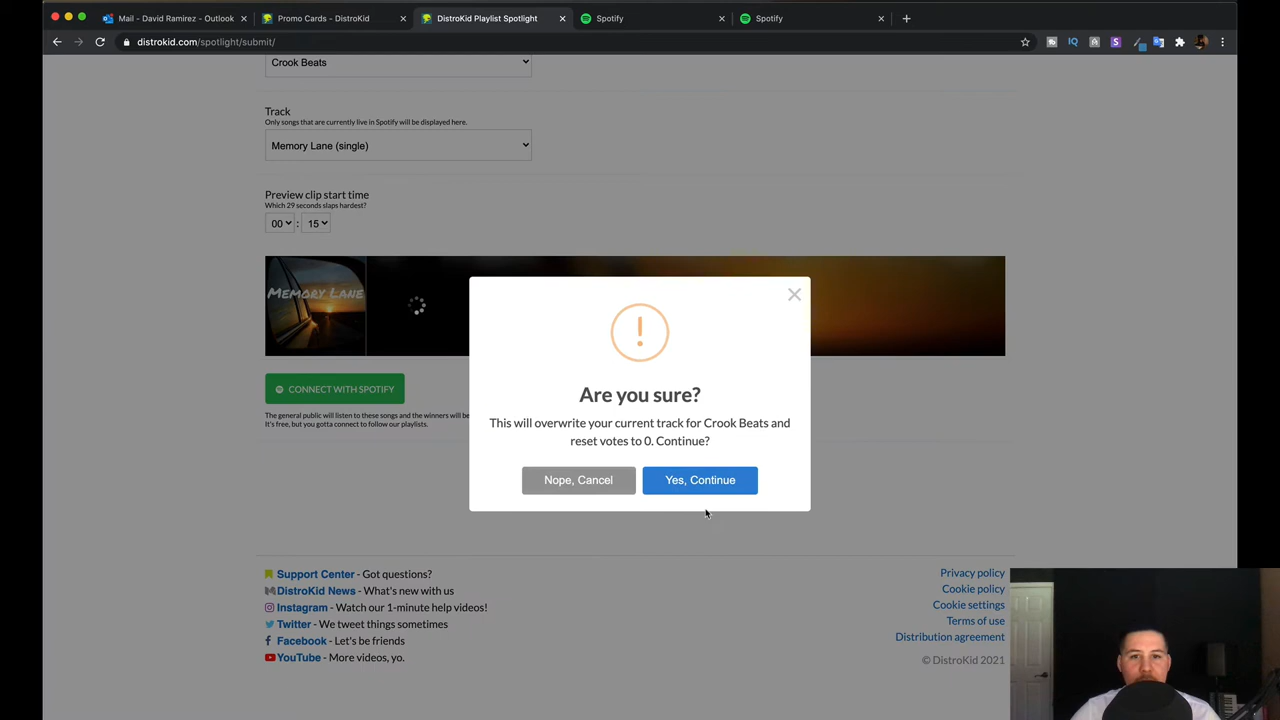 Mail - David Ramirez - Outlook
Promo Cards - DistroKid
DistroKid Playlist Spotlight
Spotify
Spotify
distrokid.com/spotlight/submit/
IQ
S
Crook Beats
Track
Only songs that are currently live in Spotify will be displayed here.
Memory Lane (single)
Preview clip start time
Which 29 seconds slaps hardest?
00 : 15
MEMORY LANE
CONNECT WITH SPOTIFY
The general public will listen to these songs and the winners will be
It's free, but you gotta connect to follow our playlists.
Are you sure?
This will overwrite your current track for Crook Beats and
reset votes to 0. Continue?
Nope, Cancel
Yes, Continue
Support Center - Got questions?
DistroKid News - What's new with us
Instagram - Watch our 1-minute help videos!
Twitter - We tweet things sometimes
Facebook - Let's be friends
YouTube - More videos, yo.
Privacy policy
Cookie policy
Cookie settings
Terms of use
Distribution agreement
© DistroKid 2021